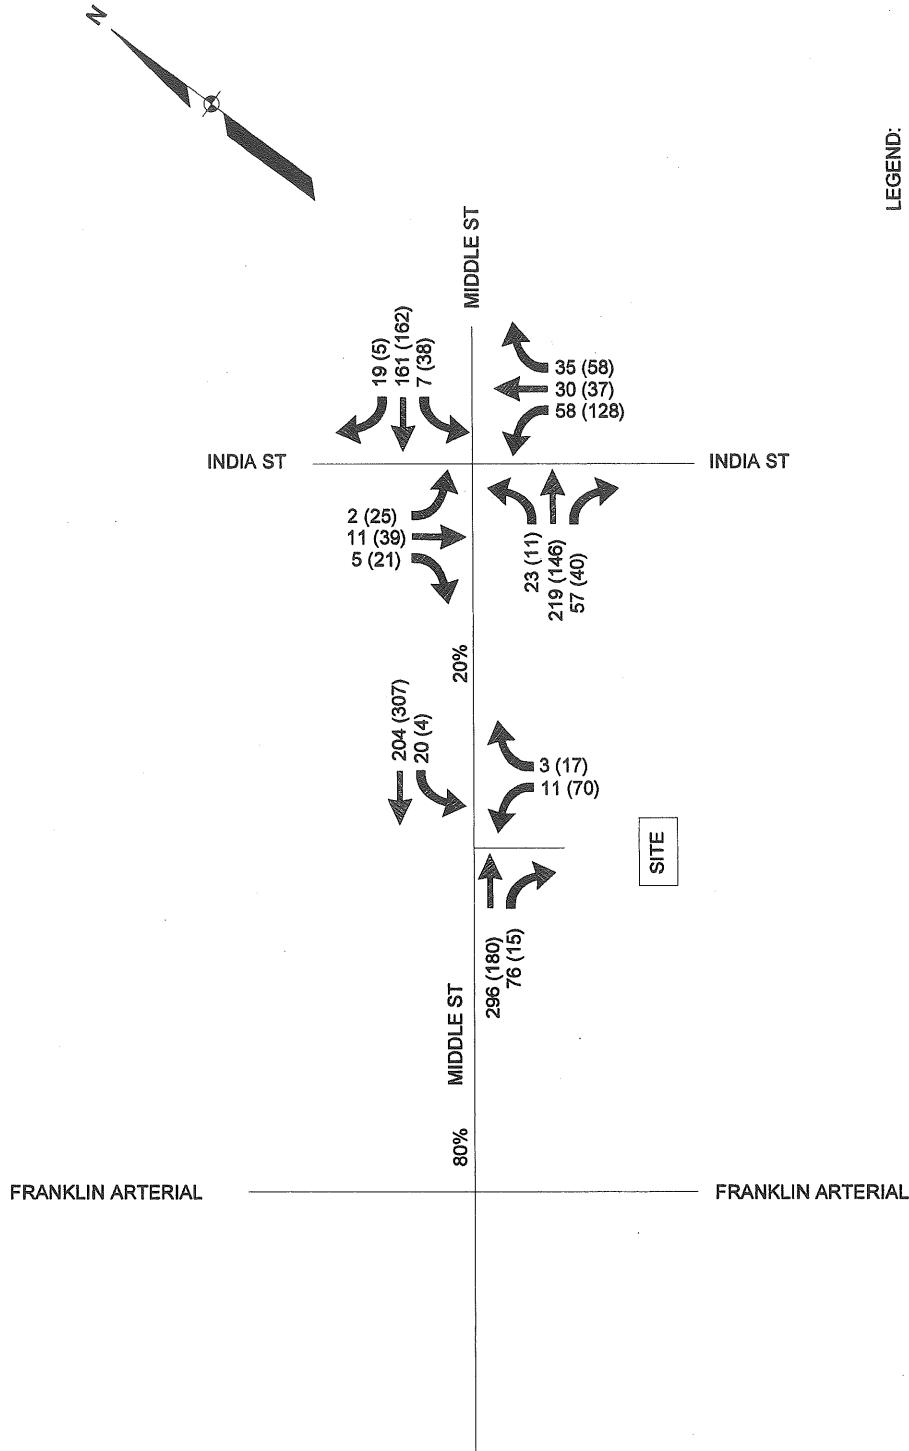 N
LEGEND:
MIDDLE ST
19 (5)
161 (162)
7 (38)
35 (58)
30 (37)
58 (128)
INDIA ST
INDIA ST
2 (25)
11 (39)
5 (21)
23 (11)
219 (146)
57 (40)
20%
204 (307)
20 (4)
3 (17)
11 (70)
SITE
296 (180)
76 (15)
MIDDLE ST
80%
FRANKLIN ARTERIAL
FRANKLIN ARTERIAL